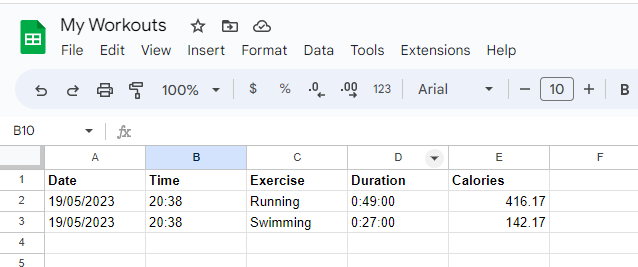 My Workouts
File Edit View Insert Format Data Tools Extensions Help
100% $ % .0 .00 123 Arial 10 B
B10 fx
A B C D E F
1 Date Time Exercise Duration Calories
2 19/05/2023 20:38 Running 0:49:00 416.17
3 19/05/2023 20:38 Swimming 0:27:00 142.17
4
5